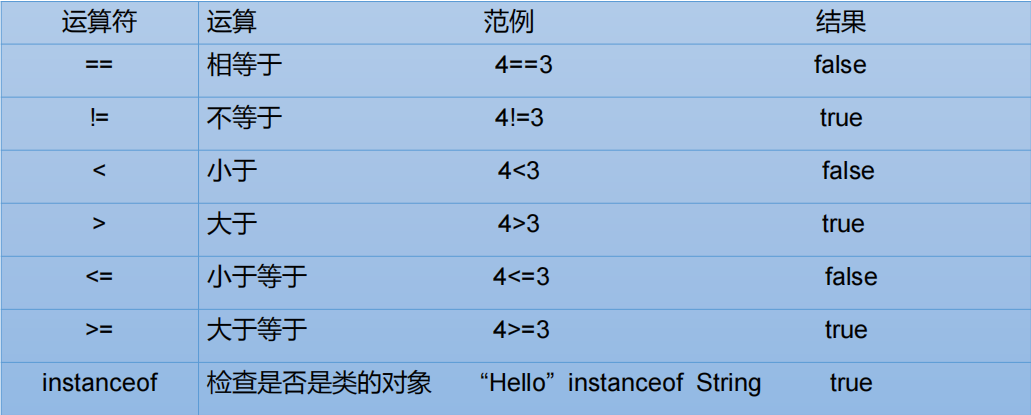 运算符 运算 范例 结果
== 相等于 4==3 false
!= 不等于 4!=3 true
< 小于 4<3 false
> 大于 4>3 true
<= 小于等于 4<=3 false
>= 大于等于 4>=3 true
instanceof 检查是否是类的对象 “Hello” instanceof String true